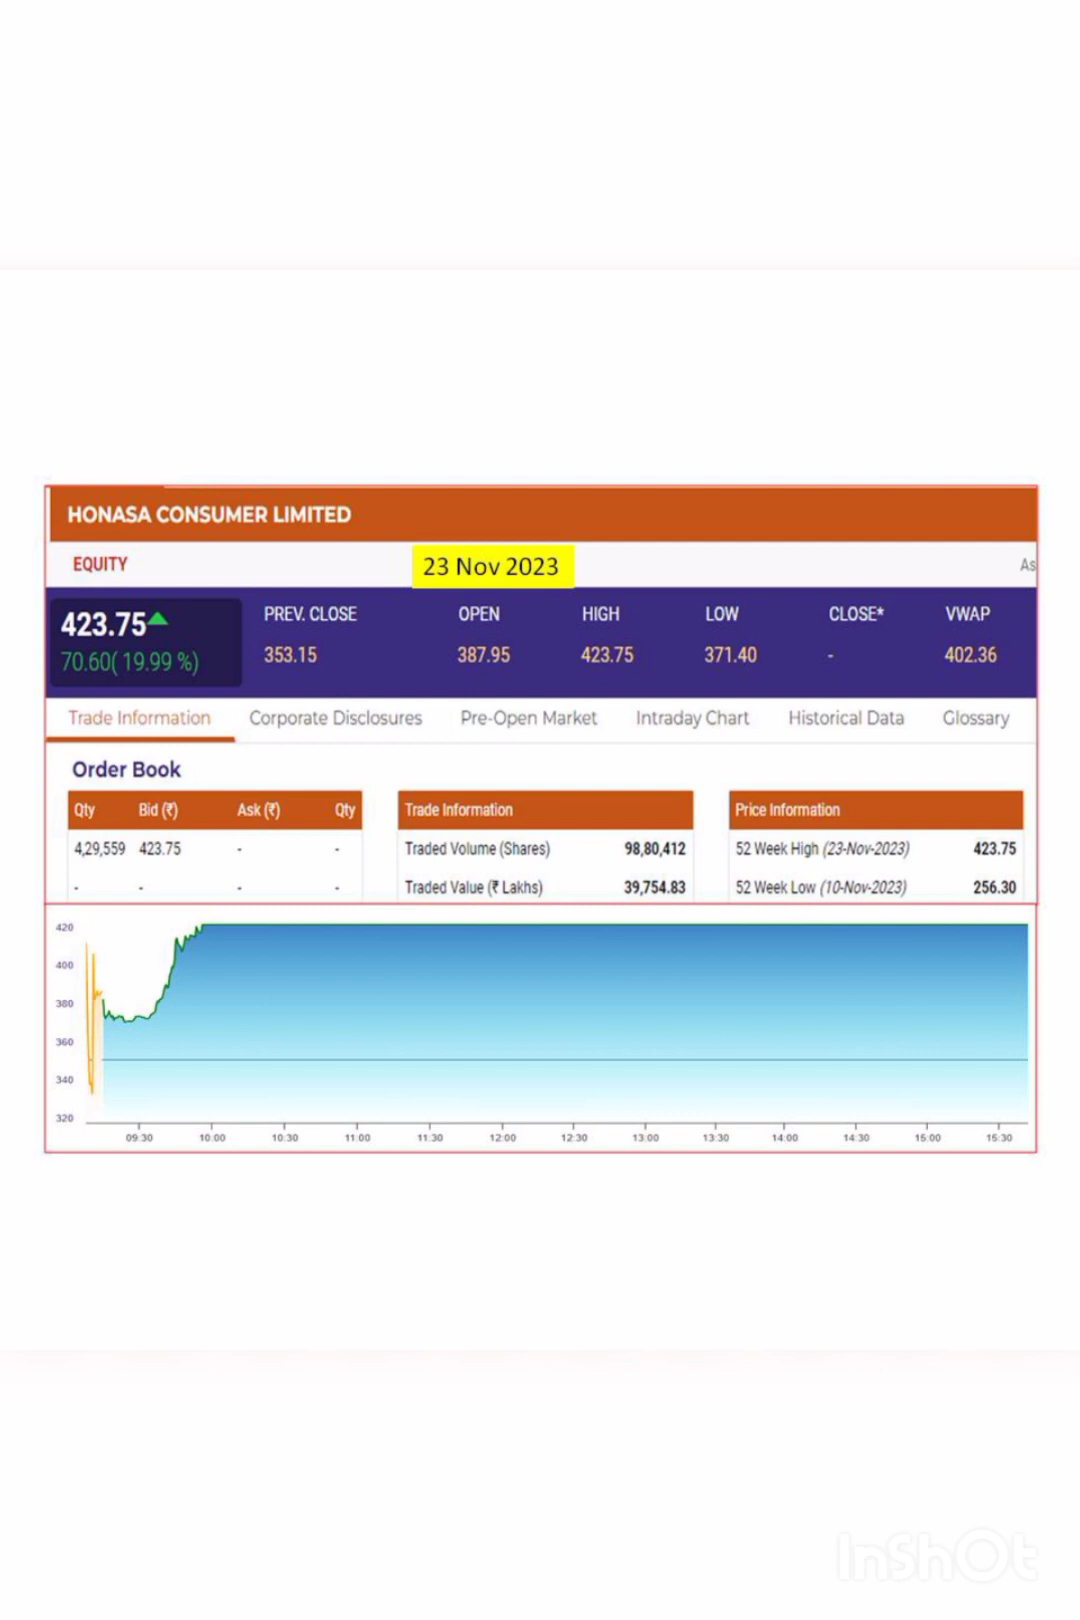 HONASA CONSUMER LIMITED
EQUITY 23 Nov 2023 As
423.75 PREV. CLOSE OPEN HIGH LOW CLOSE* VWAP
70.60( 19.99 %) 353.15 387.95 423.75 371.40 - 402.36
Trade Information Corporate Disclosures Pre-Open Market Intraday Chart Historical Data Glossary
Order Book
Qty Bid (₹) Ask (₹) Qty Trade Information Price Information
4,29,559 423.75 - - Traded Volume (Shares) 98,80,412 52 Week High (23-Nov-2023) 423.75
- - - - Traded Value (₹ Lakhs) 39,754.83 52 Week Low (10-Nov-2023) 256.30
420
400
380
360
340
320
09:30 10:00 10:30 11:00 11:30 12:00 12:30 13:00 13:30 14:00 14:30 15:00 15:30
InShOt